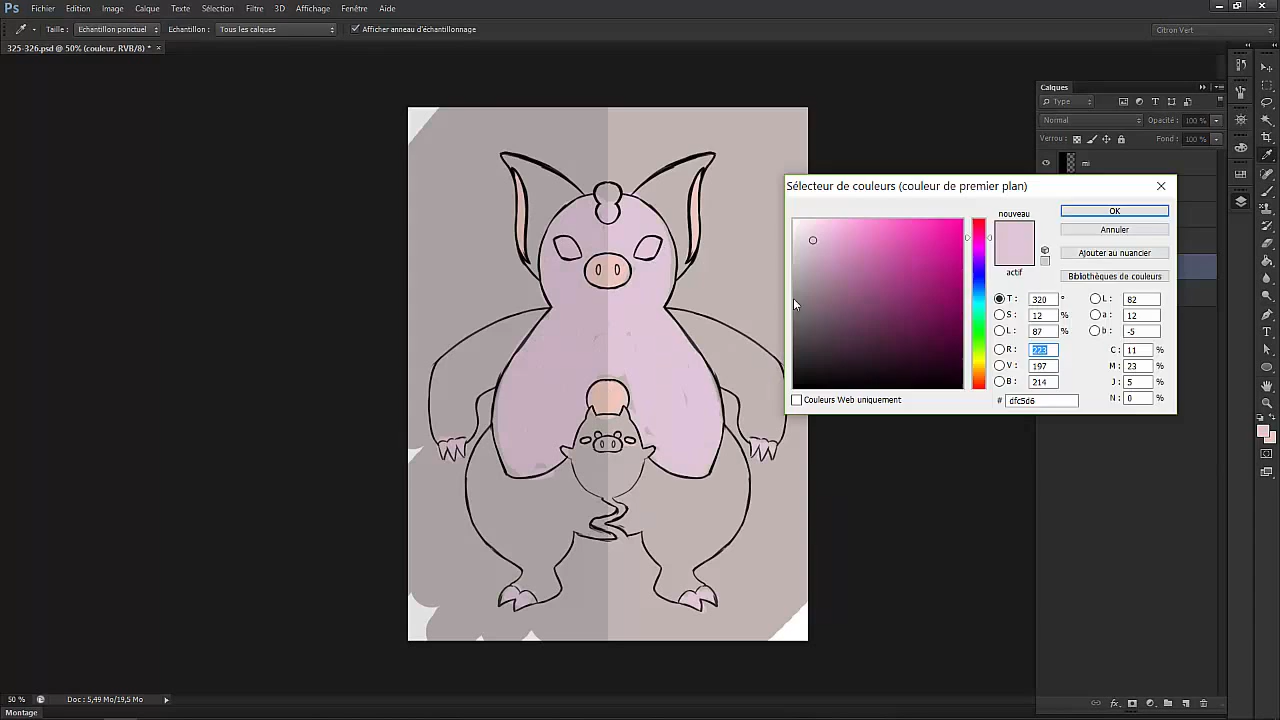 Ps Fichier Edition Image Calque Texte Sélection Filtre 3D Affichage Fenêtre Aide
Taille : Echantillon ponctuel Echantillon : Tous les calques Afficher anneau d'échantillonnage Citron Vert
325-326.psd @ 50% (couleur, RVB/8) * ×
Calques
Type
Normal Opacité : 100 %
Verrou : Fond : 100 %
Sélecteur de couleurs (couleur de premier plan)
nouveau
actif
OK
Annuler
Ajouter au nuancier
Bibliothèques de couleurs
T : 320 ° L : 82
S : 12 % a : 12
L : 87 % b : -5
R : 223 C : 11 %
V : 197 M : 23 %
B : 214 J : 5 %
N : 0 %
Couleurs Web uniquement
# dfc5d6
50 % Doc : 5,49 Mo/19,5 Mo
Montage